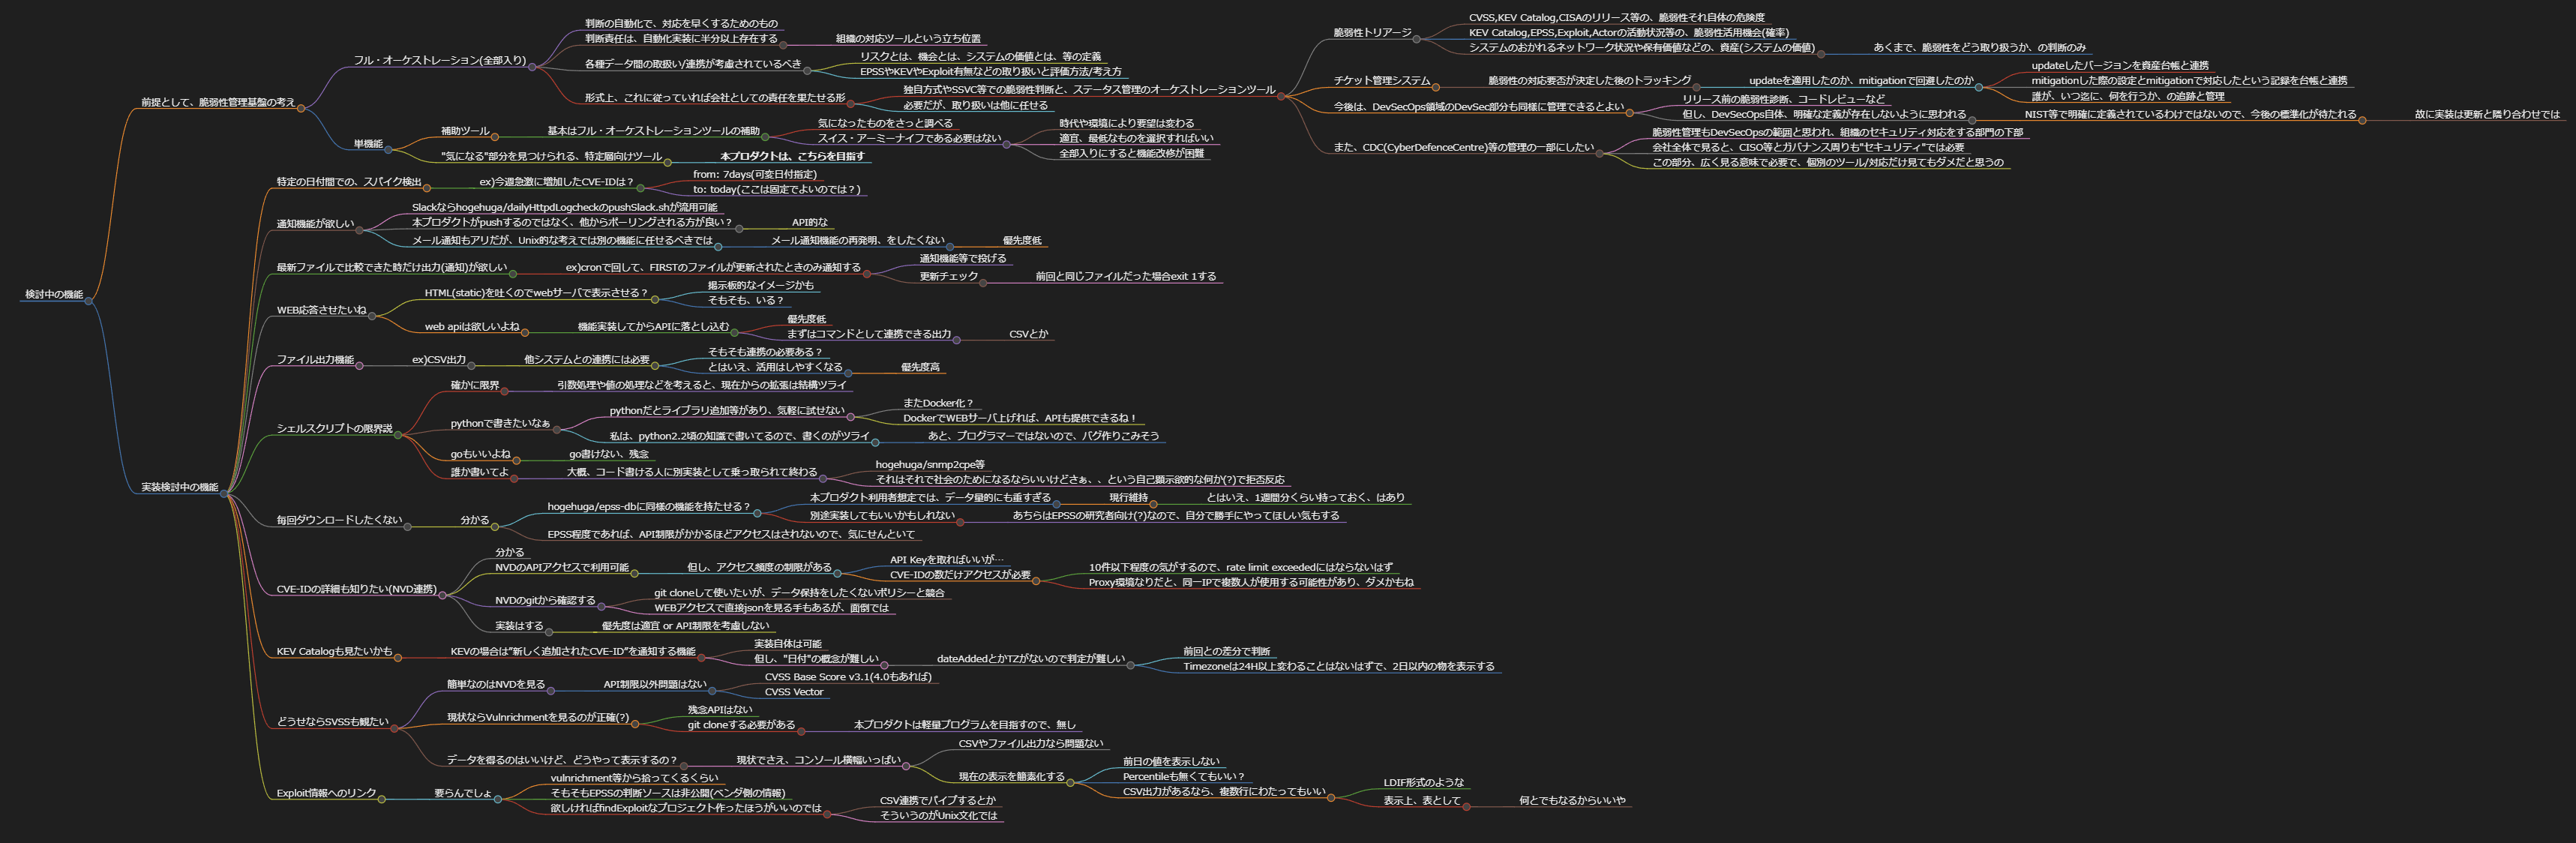 検討中の機能
前提として、脆弱性管理基盤の考え
フル・オーケストレーション(全部入り)
判断の自動化で、対応を早くするためのもの
判断責任は、自動化実装に半分以上存在する
組織の対応ツールという立ち位置
各種データ間の取扱い/連携が考慮されているべき
リスクとは、機会とは、システムの価値とは、等の定義
EPSSやKEVやExploit有無などの取り扱いと評価方法/考え方
形式上、これに従っていれば会社としての責任を果たせる形
独自方式やSSVC等での脆弱性判断と、ステータス管理のオーケストレーションツール
脆弱性トリアージ
CVSS,KEV Catalog,CISAのリリース等の、脆弱性それ自体の危険度
KEV Catalog,EPSS,Exploit,Actorの活動状況等の、脆弱性活用機会(確率)
システムのおかれるネットワーク状況や保有価値などの、資産(システムの価値)
あくまで、脆弱性をどう取り扱うか、の判断のみ
チケット管理システム
脆弱性の対応要否が決定した後のトラッキング
updateを適用したのか、mitigationで回避したのか
updateしたバージョンを資産台帳と連携
mitigationした際の設定とmitigationで対応したという記録を台帳と連携
誰が、いつ迄に、何を行うか、の追跡と管理
今後は、DevSecOps領域のDevSec部分も同様に管理できるとよい
リリース前の脆弱性診断、コードレビューなど
但し、DevSecOps自体、明確な定義が存在しないように思われる
NIST等で明確に定義されているわけではないので、今後の標準化が待たれる
故に実装は更新と隣り合わせでは
また、CDC(CyberDefenceCentre)等の管理の一部にしたい
脆弱性管理もDevSecOpsの範囲と思われ、組織のセキュリティ対応をする部門の下部
会社全体で見ると、CISO等とガバナンス周りも"セキュリティ"では必要
この部分、広く見る意味で必要で、個別のツール/対応だけ見てもダメだと思うの
必要だが、取り扱いは他に任せる
単機能
補助ツール
基本はフル・オーケストレーションツールの補助
気になったものをさっと調べる
スイス・アーミーナイフである必要はない
時代や環境により要望は変わる
適宜、最低なものを選択すればいい
全部入りにすると機能改修が困難
"気になる"部分を見つけられる、特定層向けツール
本プロダクトは、こちらを目指す
実装検討中の機能
特定の日付間での、スパイク検出
ex)今週急激に増加したCVE-IDは？
from: 7days(可変日付指定)
to: today(ここは固定でよいのでは？)
通知機能が欲しい
Slackならhogehuga/dailyHttpdLogcheckのpushSlack.shが流用可能
本プロダクトがpushするのではなく、他からポーリングされる方が良い？
API的な
メール通知もアリだが、Unix的な考えでは別の機能に任せるべきでは
メール通知機能の再発明、をしたくない
優先度低
最新ファイルで比較できた時だけ出力(通知)が欲しい
ex)cronで回して、FIRSTのファイルが更新されたときのみ通知する
通知機能等で投げる
更新チェック
前回と同じファイルだった場合exit 1する
WEB応答させたいね
HTML(static)を吐くのでwebサーバで表示させる？
掲示板的なイメージかも
そもそも、いる？
web apiは欲しいよね
機能実装してからAPIに落とし込む
優先度低
まずはコマンドとして連携できる出力
CSVとか
ファイル出力機能
ex)CSV出力
他システムとの連携には必要
そもそも連携の必要ある？
とはいえ、活用はしやすくなる
優先度高
シェルスクリプトの限界説
確かに限界
引数処理や値の処理などを考えると、現在からの拡張は結構ツライ
pythonで書きたいなぁ
pythonだとライブラリ追加等があり、気軽に試せない
またDocker化？
DockerでWEBサーバ上げれば、APIも提供できるね！
私は、python2.2頃の知識で書いてるので、書くのがツライ
あと、プログラマーではないので、バグ作りこみそう
goもいいよね
go書けない、残念
誰か書いてよ
大概、コード書ける人に別実装として乗っ取られて終わる
hogehuga/snmp2cpe等
それはそれで社会のためになるならいいけどさぁ、、という自己顕示欲的な何か(?)で拒否反応
毎回ダウンロードしたくない
分かる
hogehuga/epss-dbに同様の機能を持たせる？
本プロダクト利用者想定では、データ量的にも重すぎる
現行維持
とはいえ、1週間分くらい持っておく、はあり
別途実装してもいいかもしれない
あちらはEPSSの研究者向け(?)なので、自分で勝手にやってほしい気もする
EPSS程度であれば、API制限がかかるほどアクセスはされないので、気にせんといて
CVE-IDの詳細も知りたい(NVD連携)
分かる
NVDのAPIアクセスで利用可能
但し、アクセス頻度の制限がある
API Keyを取ればいいが…
CVE-IDの数だけアクセスが必要
10件以下程度の気がするので、rate limit exceededにはならないはず
Proxy環境なりだと、同一IPで複数人が使用する可能性があり、ダメかもね
NVDのgitから確認する
git cloneして使いたいが、データ保持をしたくないポリシーと競合
WEBアクセスで直接jsonを見る手もあるが、面倒では
実装はする
優先度は適宜 or API制限を考慮しない
KEV Catalogも見たいかも
KEVの場合は"新しく追加されたCVE-ID"を通知する機能
実装自体は可能
但し、"日付"の概念が難しい
dateAddedとかTZがないので判定が難しい
前回との差分で判断
Timezoneは24H以上変わることはないはずで、2日以内の物を表示する
どうせならSVSSも観たい
簡単なのはNVDを見る
API制限以外問題はない
CVSS Base Score v3.1(4.0もあれば)
CVSS Vector
現状ならVulnrichmentを見るのが正確(?)
残念APIはない
git cloneする必要がある
本プロダクトは軽量プログラムを目指すので、無し
データを得るのはいいけど、どうやって表示するの？
現状でさえ、コンソール横幅いっぱい
CSVやファイル出力なら問題ない
現在の表示を簡素化する
前日の値を表示しない
Percentileも無くてもいい？
CSV出力があるなら、複数行にわたってもいい
LDIF形式のような
表示上、表として
何とでもなるからいいや
Exploit情報へのリンク
要らんでしょ
vulnrichment等から拾ってくるくらい
そもそもEPSSの判断ソースは非公開(ベンダ側の情報)
欲しければfindExploitなプロジェクト作ったほうがいいのでは
CSV連携でパイプするとか
そういうのがUnix文化では